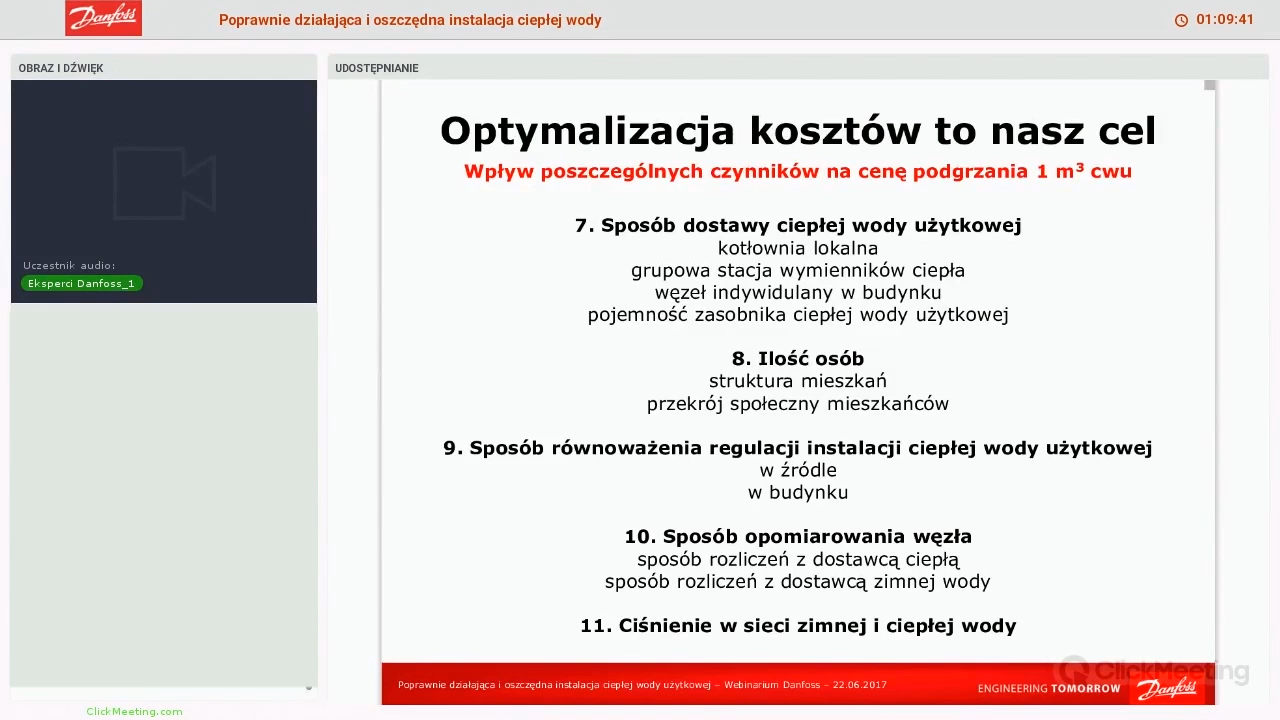 Danfoss
Poprawnie działająca i oszczędna instalacja ciepłej wody
01:09:41
OBRAZ I DŹWIĘK
UDOSTĘPNIANIE
Uczestnik audio:
Eksperci Danfoss_1
Optymalizacja kosztów to nasz cel
Wpływ poszczególnych czynników na cenę podgrzania 1 m³ cwu
7. Sposób dostawy ciepłej wody użytkowej
kotłownia lokalna
grupowa stacja wymienników ciepła
węzeł indywidulany w budynku
pojemność zasobnika ciepłej wody użytkowej
8. Ilość osób
struktura mieszkań
przekrój społeczny mieszkańców
9. Sposób równoważenia regulacji instalacji ciepłej wody użytkowej
w źródle
w budynku
10. Sposób opomiarowania węzła
sposób rozliczeń z dostawcą ciepłą
sposób rozliczeń z dostawcą zimnej wody
11. Ciśnienie w sieci zimnej i ciepłej wody
Poprawnie działająca i oszczędna instalacja ciepłej wody użytkowej – Webinarium Danfoss – 22.06.2017
ENGINEERING TOMORROW
Danfoss
ClickMeeting
ClickMeeting.com